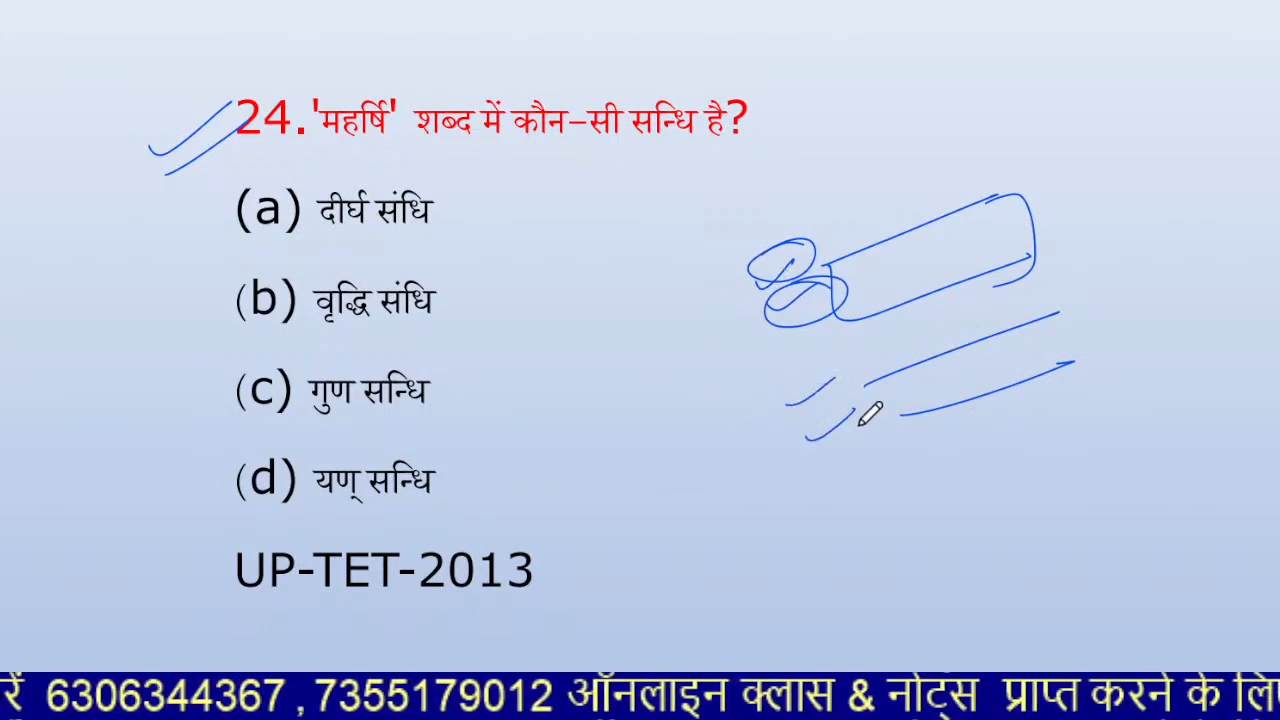 24.'महर्षि' शब्द में कौन-सी सन्धि है?
(a) दीर्घ संधि
(b) वृद्धि संधि
(c) गुण सन्धि
(d) यण् सन्धि
UP-TET-2013
रें 6306344367 ,7355179012 ऑनलाइन क्लास & नोट्स प्राप्त करने के लि